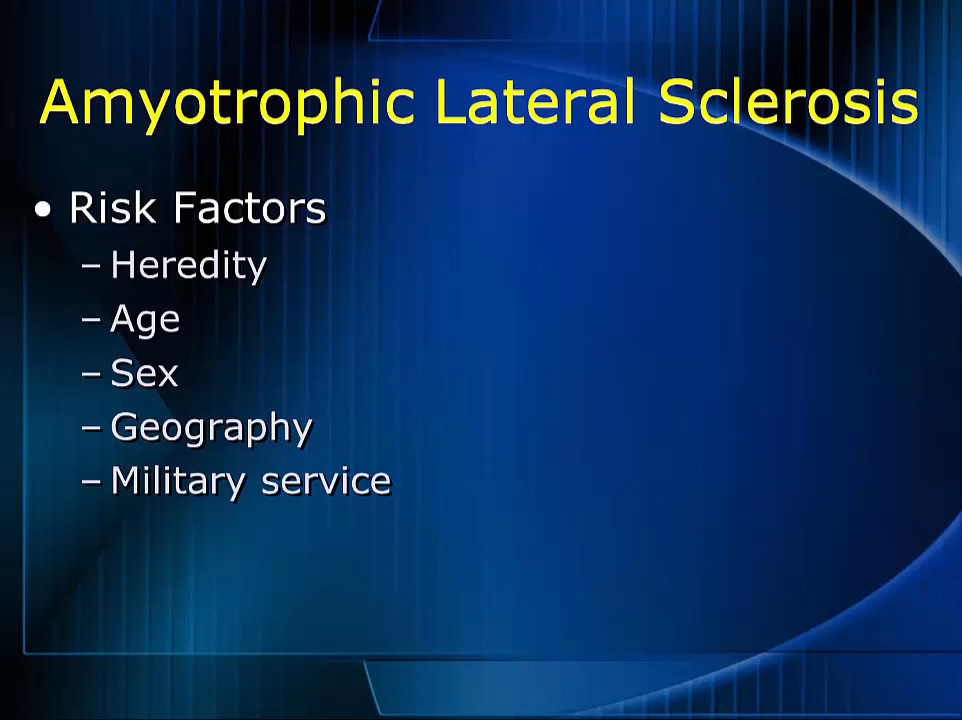 Amyotrophic Lateral Sclerosis
• Risk Factors
– Heredity
– Age
– Sex
– Geography
– Military service